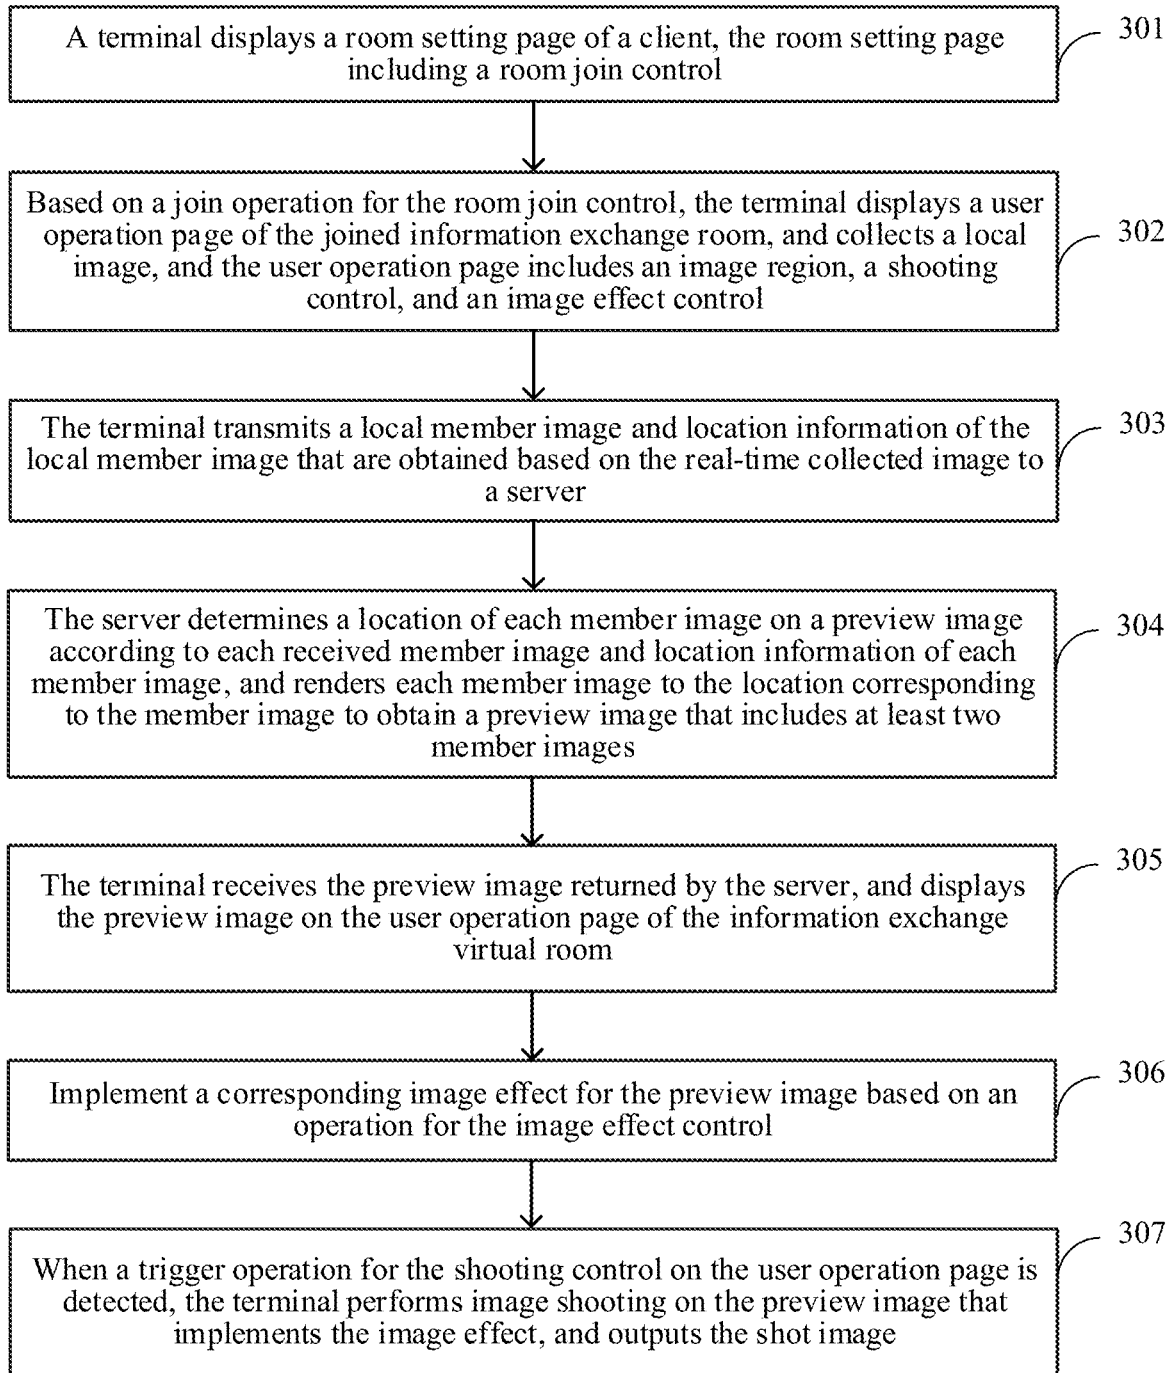 A terminal displays a room setting page of a client, the room setting page
including a room join control
301
Based on a join operation for the room join control, the terminal displays a user
operation page of the joined information exchange room, and collects a local
image, and the user operation page includes an image region, a shooting
control, and an image effect control
302
The terminal transmits a local member image and location information of the
local member image that are obtained based on the real-time collected image to
a server
303
The server determines a location of each member image on a preview image
according to each received member image and location information of each
member image, and renders each member image to the location corresponding
to the member image to obtain a preview image that includes at least two
member images
304
The terminal receives the preview image returned by the server, and displays
the preview image on the user operation page of the information exchange
virtual room
305
Implement a corresponding image effect for the preview image based on an
operation for the image effect control
306
When a trigger operation for the shooting control on the user operation page is
detected, the terminal performs image shooting on the preview image that
implements the image effect, and outputs the shot image
307